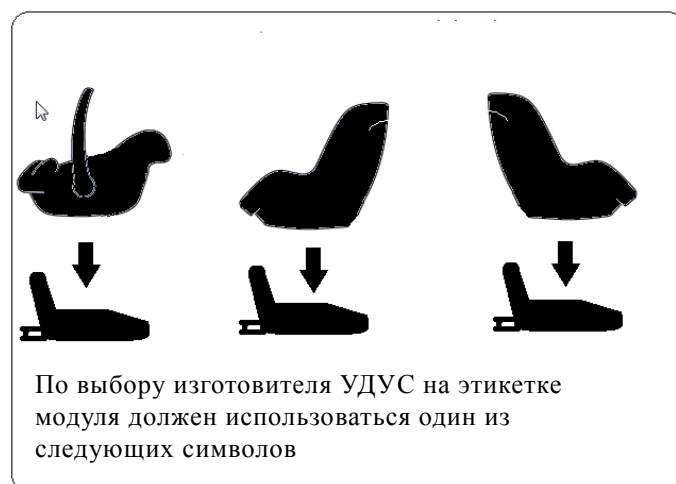 По выбору изготовителя УДУС на этикетке
модуля должен использоваться один из
следующих символов